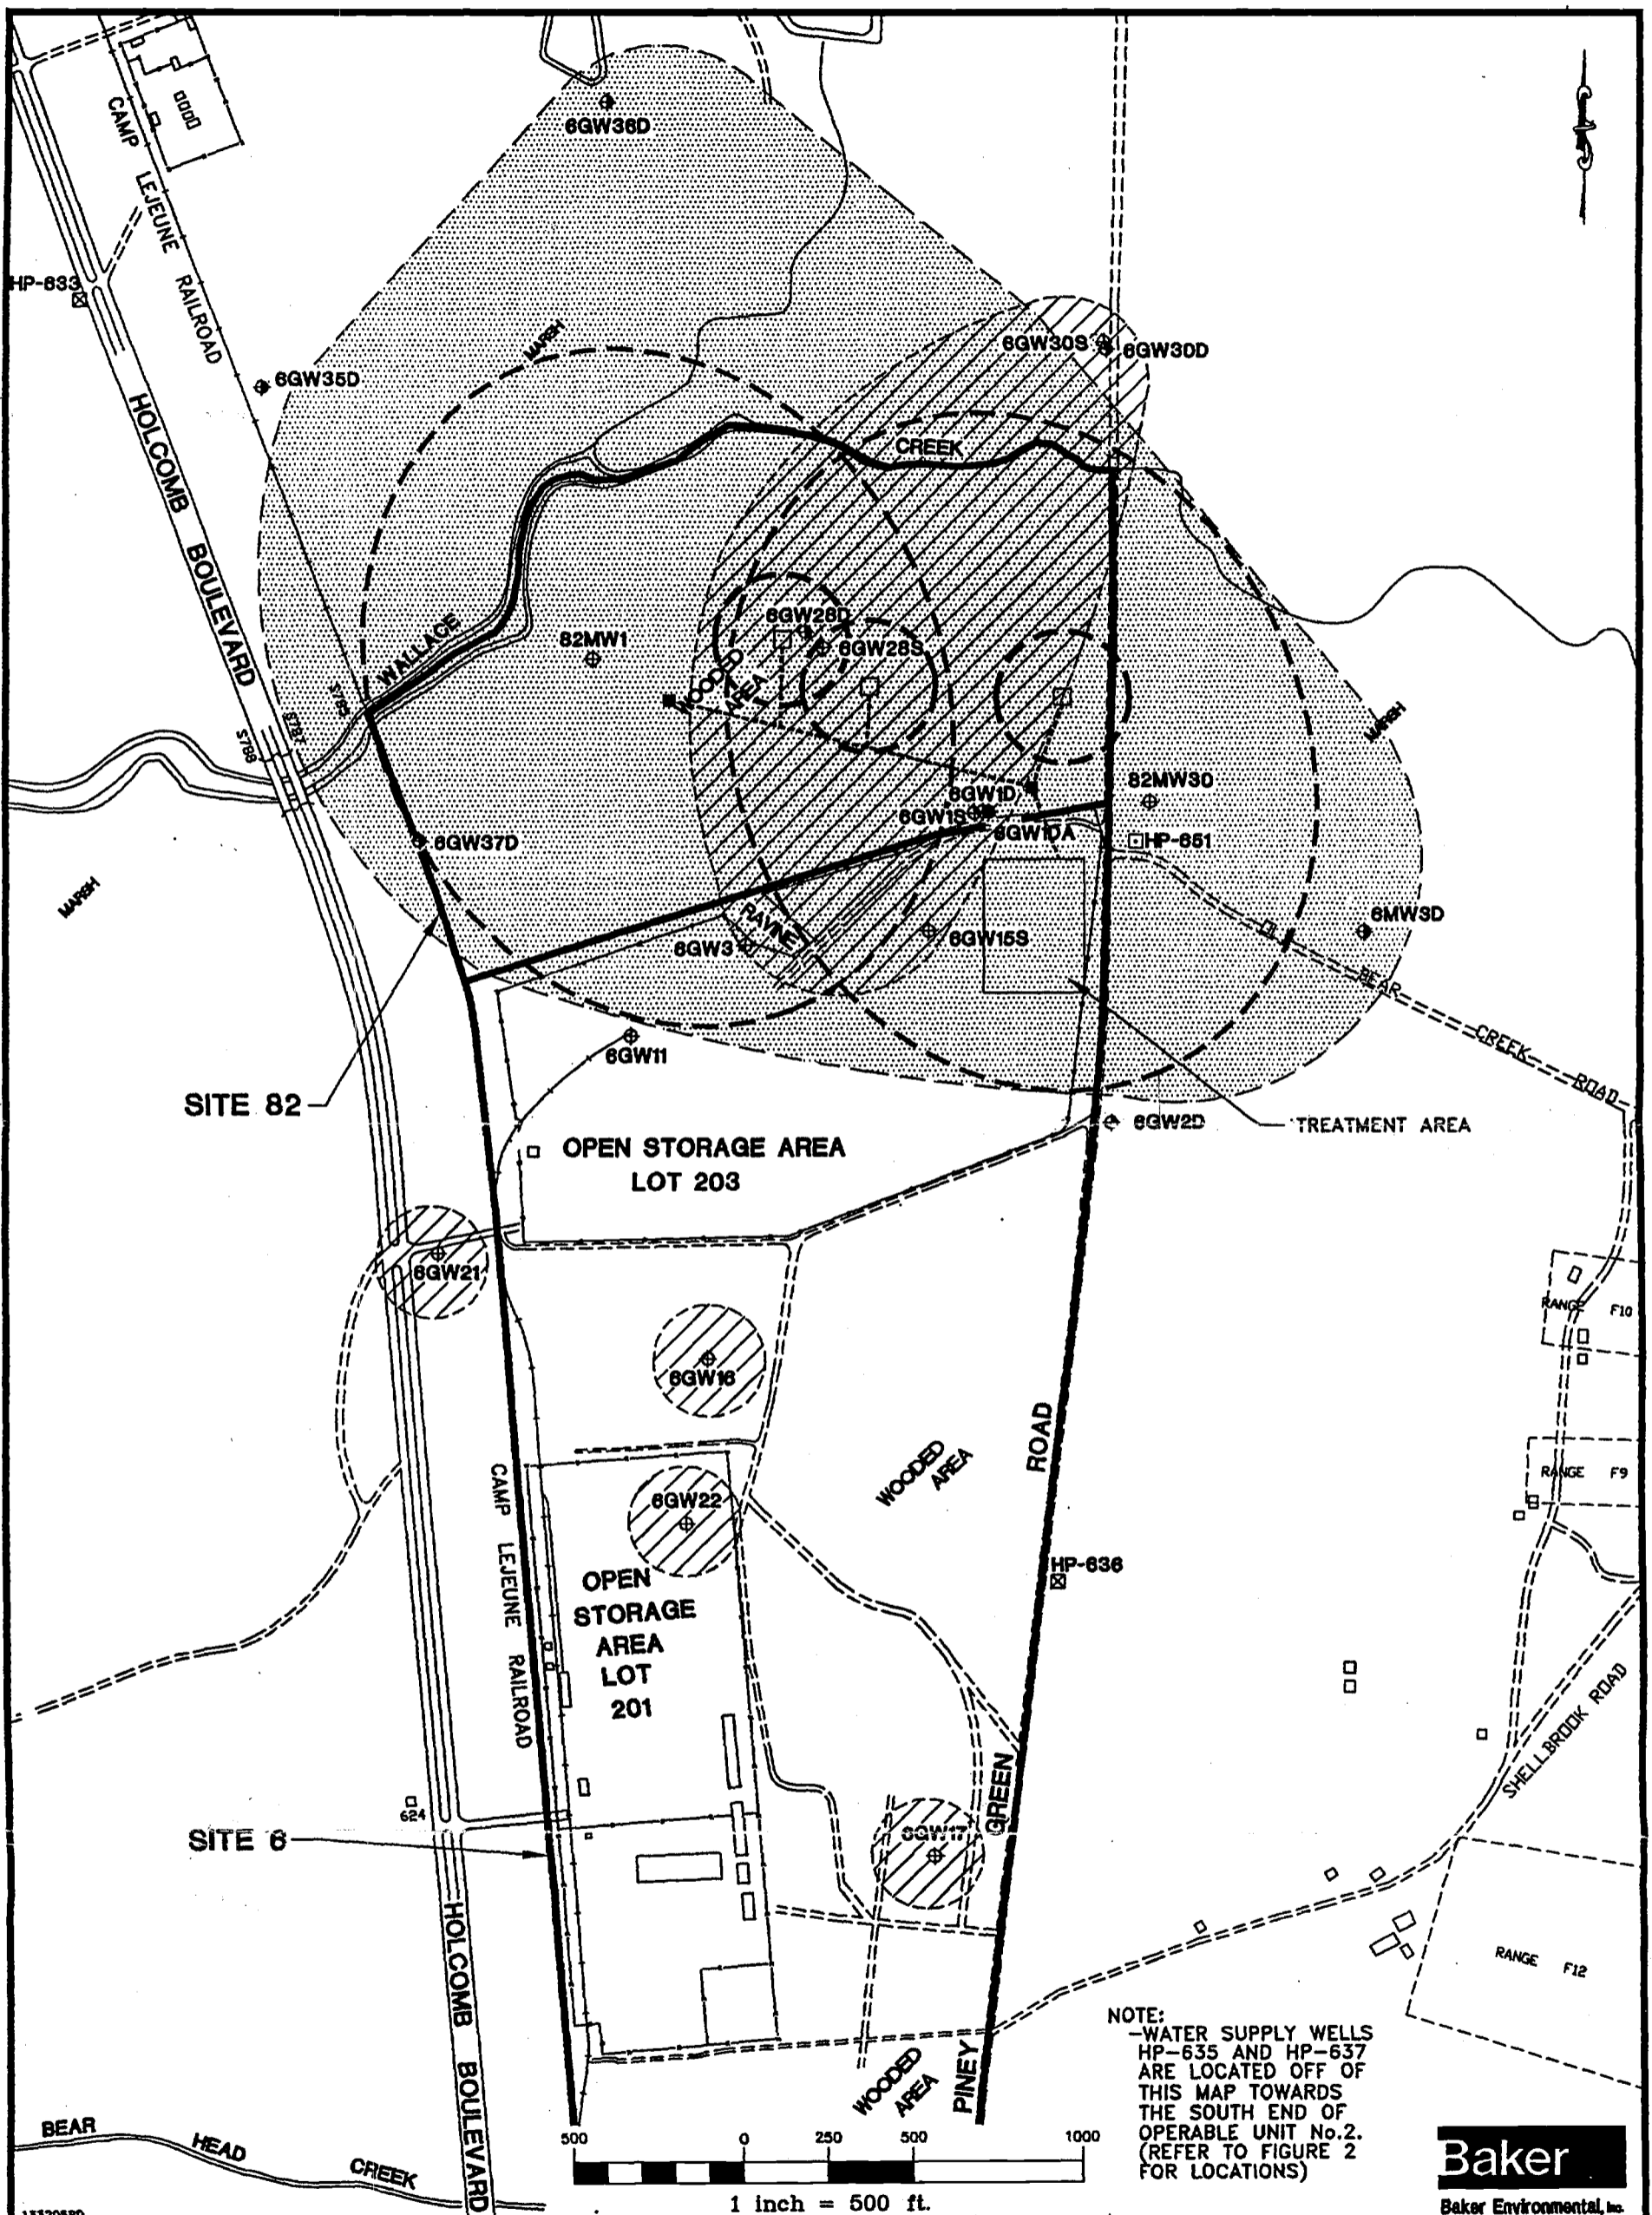 CAMP LEJEUNE RAILROAD
6GW36D
HP-633
6GW35D
MARSH
6GW30S
6GW30D
HOLCOMB BOULEVARD
CREEK
WALLACE
82MW1
6GW28D
6GW28S
WOODED
AREA
S785
S787
S788
MARSH
82MW30
6GW1D
6GW1S
6GW1DA
HP-651
6GW37D
MARSH
RAVINE
6GW3
6GW15S
6MW3D
BEAR CREEK ROAD
6GW11
SITE 82
6GW2D
TREATMENT AREA
OPEN STORAGE AREA
LOT 203
6GW21
RANGE F10
6GW16
ROAD
WOODED
AREA
RANGE F9
6GW22
CAMP LEJEUNE RAILROAD
HP-636
OPEN
STORAGE
AREA
LOT
201
SHELLBROOK ROAD
GREEN
624
6GW17
SITE 6
HOLCOMB BOULEVARD
RANGE F12
NOTE:
-WATER SUPPLY WELLS
HP-635 AND HP-637
ARE LOCATED OFF OF
THIS MAP TOWARDS
THE SOUTH END OF
OPERABLE UNIT No.2.
(REFER TO FIGURE 2
FOR LOCATIONS)
WOODED
AREA
PINEY
BEAR HEAD CREEK
500 0 250 500 1000
1 inch = 500 ft.
Baker
Baker Environmental, Inc.